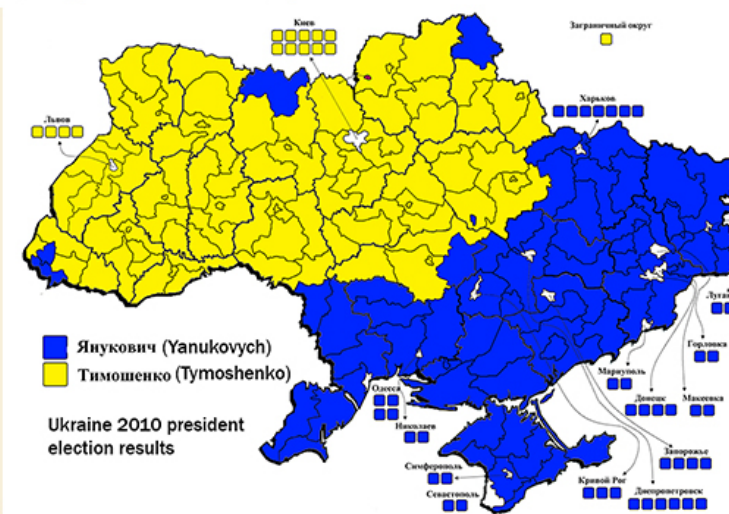 Киев
Заграничный округ
Харьков
Львов
Янукович (Yanukovych)
Тимошенко (Tymoshenko)
Ukraine 2010 president
election results
Луган
Горловка
Мариуполь
Донецк
Макеевка
Одесса
Николаев
Запорожье
Симферополь
Кривой Рог
Севастополь
Днепропетровск